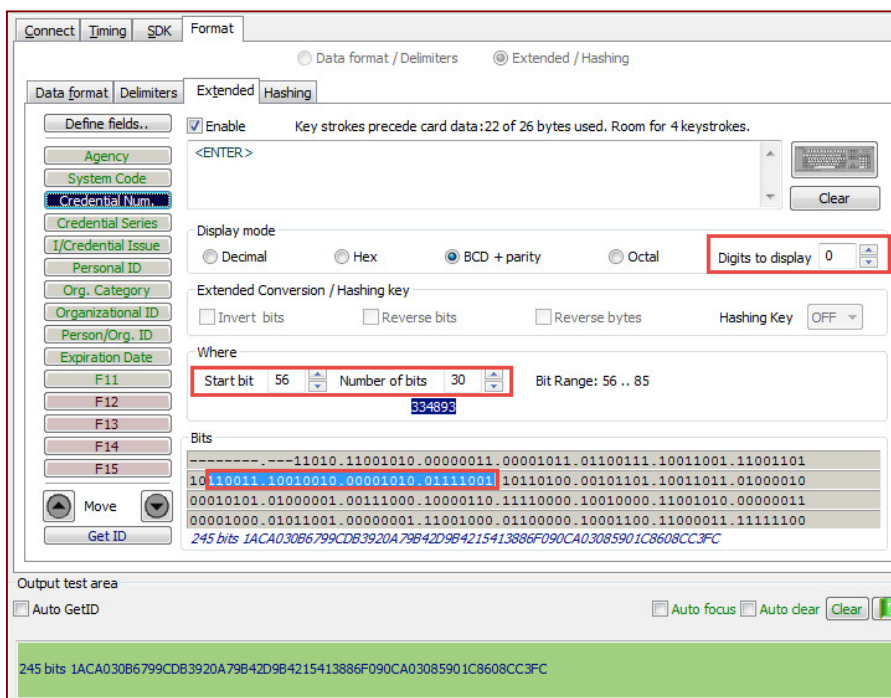 Connect Timing SDK Format
Data format / Delimiters Extended / Hashing
Data format Delimiters Extended Hashing
Define fields.. Enable Key strokes precede card data:22 of 26 bytes used. Room for 4 keystrokes.
<ENTER>
Agency
System Code
Credential Num. Clear
Credential Series
Display mode
I/Credential Issue Decimal Hex BCD + parity Octal Digits to display 0
Personal ID
Org. Category Extended Conversion / Hashing key
Organizational ID Invert bits Reverse bits Reverse bytes Hashing Key OFF
Person/Org. ID
Expiration Date Where
F11 Start bit 56 Number of bits 30 Bit Range: 56 .. 85
F12 334893
F13
F14 Bits
F15 --------.---11010.11001010.00000011.00001011.01100111.10011001.11001101
10110011.10010010.00001010.01111001.10110100.00101101.10011011.01000010
Move 00010101.01000001.00111000.10000110.11110000.10010000.11001010.00000011
00001000.01011001.00000001.11001000.01100000.10001100.11000011.11111100
Get ID 245 bits 1ACA030B6799CDB3920A79B42D9B4215413886F090CA03085901C8608CC3FC
Output test area
Auto GetID Auto focus Auto clear Clear
245 bits 1ACA030B6799CDB3920A79B42D9B4215413886F090CA03085901C8608CC3FC